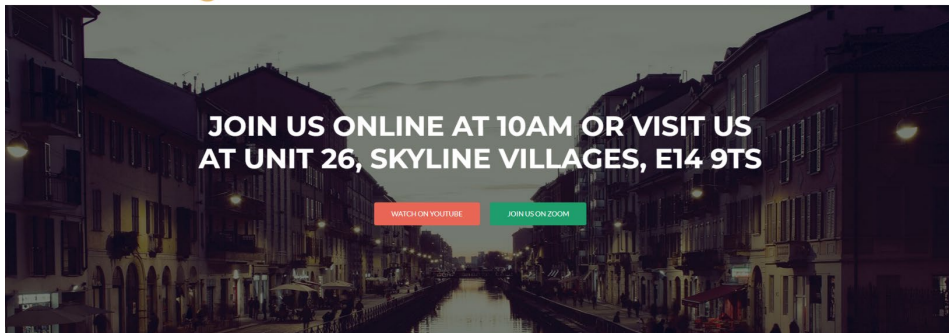 JOIN US ONLINE AT 10AM OR VISIT US
AT UNIT 26, SKYLINE VILLAGES, E14 9TS
WATCH ON YOUTUBE
JOIN US ON ZOOM